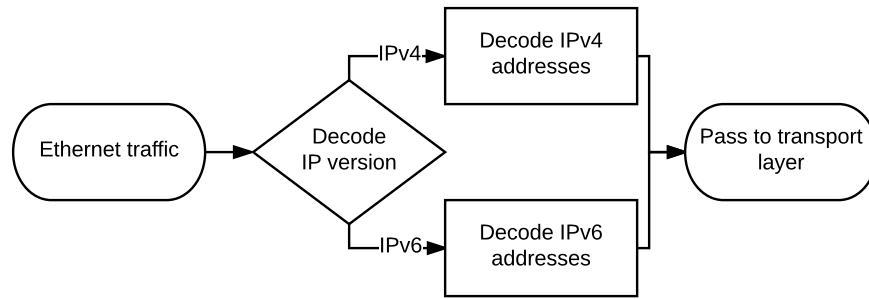 Ethernet traffic
Decode
IP version
IPv4
Decode IPv4
addresses
IPv6
Decode IPv6
addresses
Pass to transport
layer